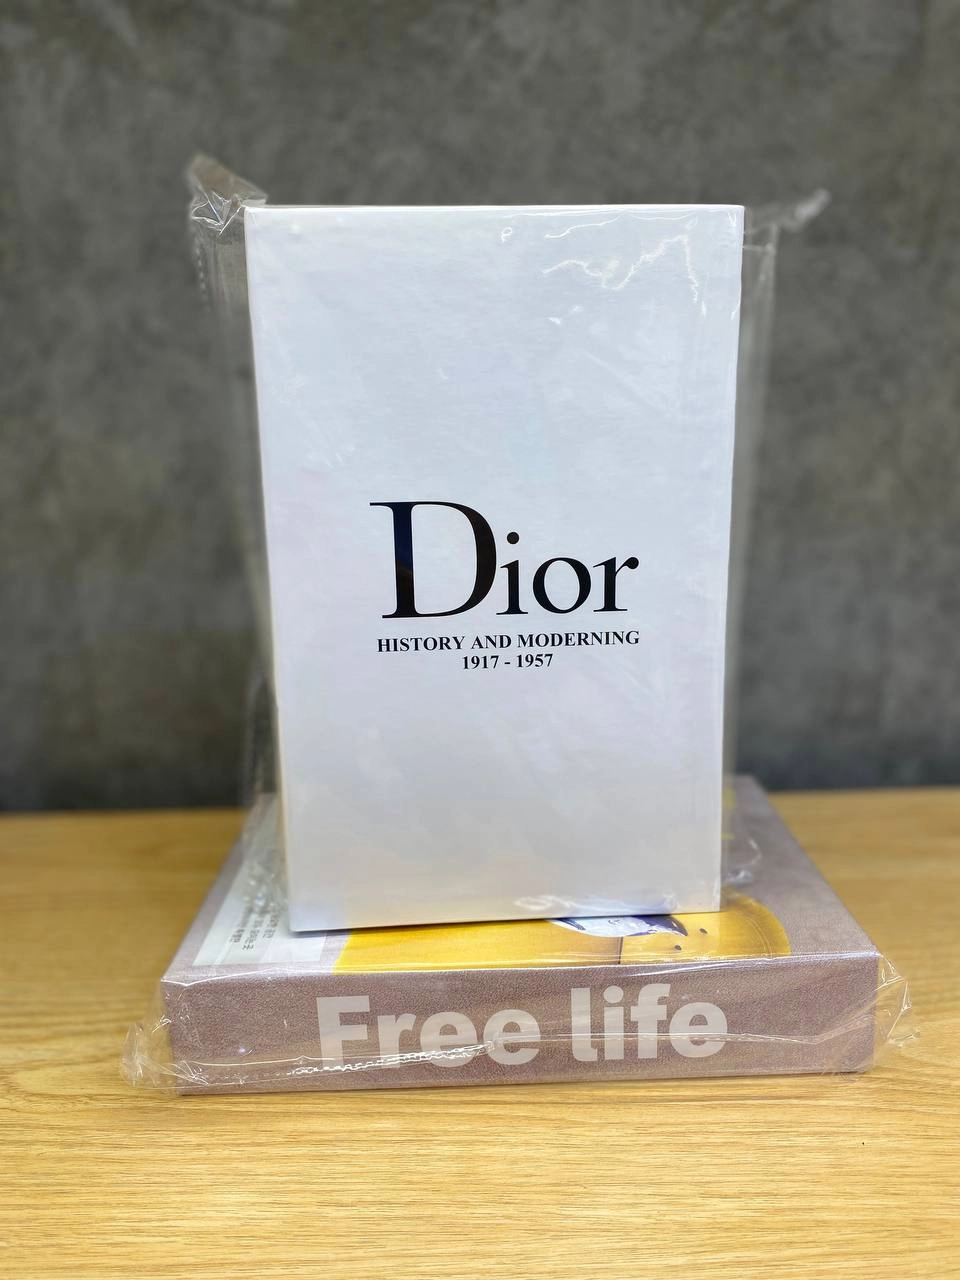 Dior
HISTORY AND MODERNING
1917 - 1957
Free life